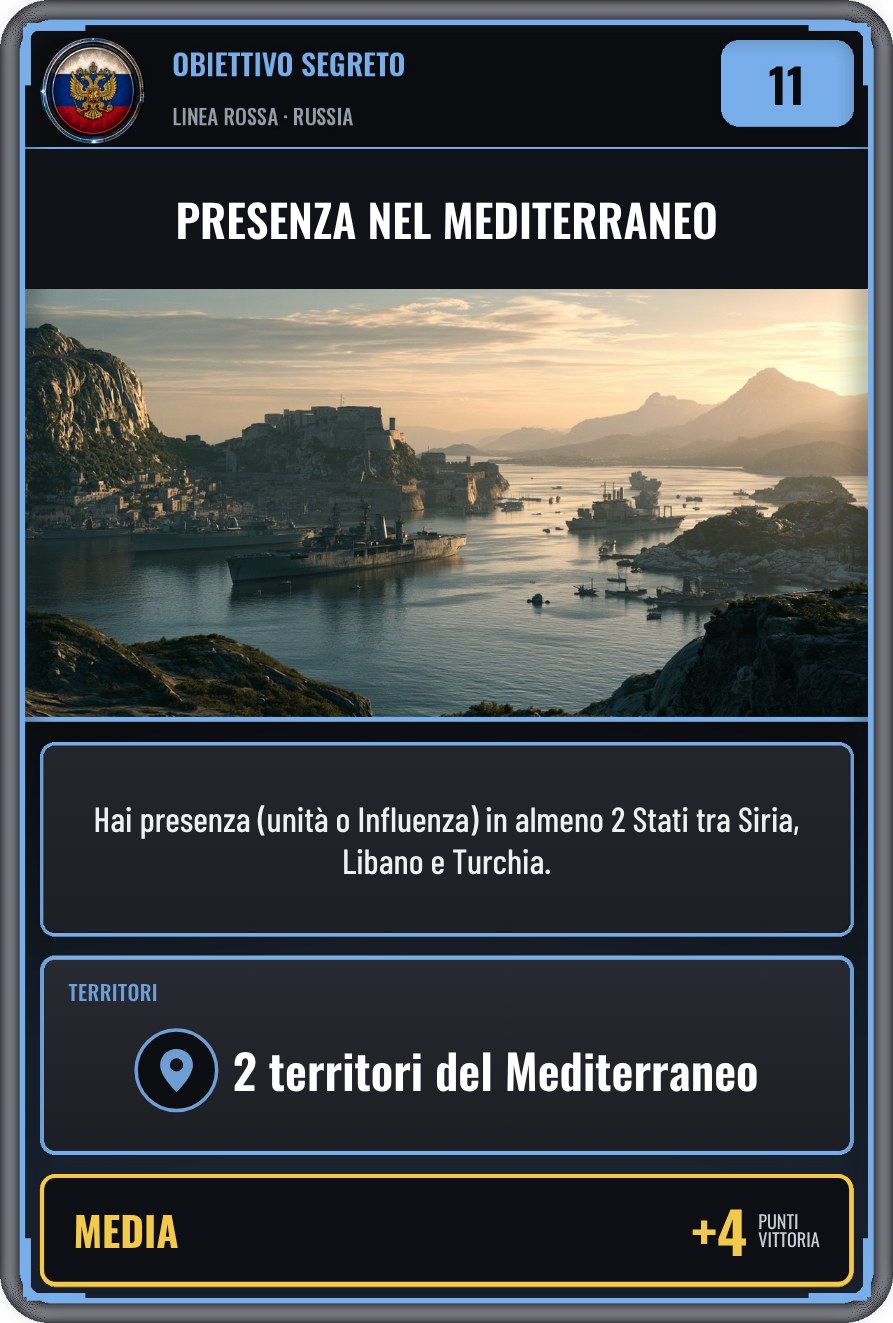 OBIETTIVO SEGRETO
LINEA ROSSA · RUSSIA
11
PRESENZA NEL MEDITERRANEO
Hai presenza (unità o Influenza) in almeno 2 Stati tra Siria,
Libano e Turchia.
TERRITORI
2 territori del Mediterraneo
MEDIA
+4
PUNTI
VITTORIA